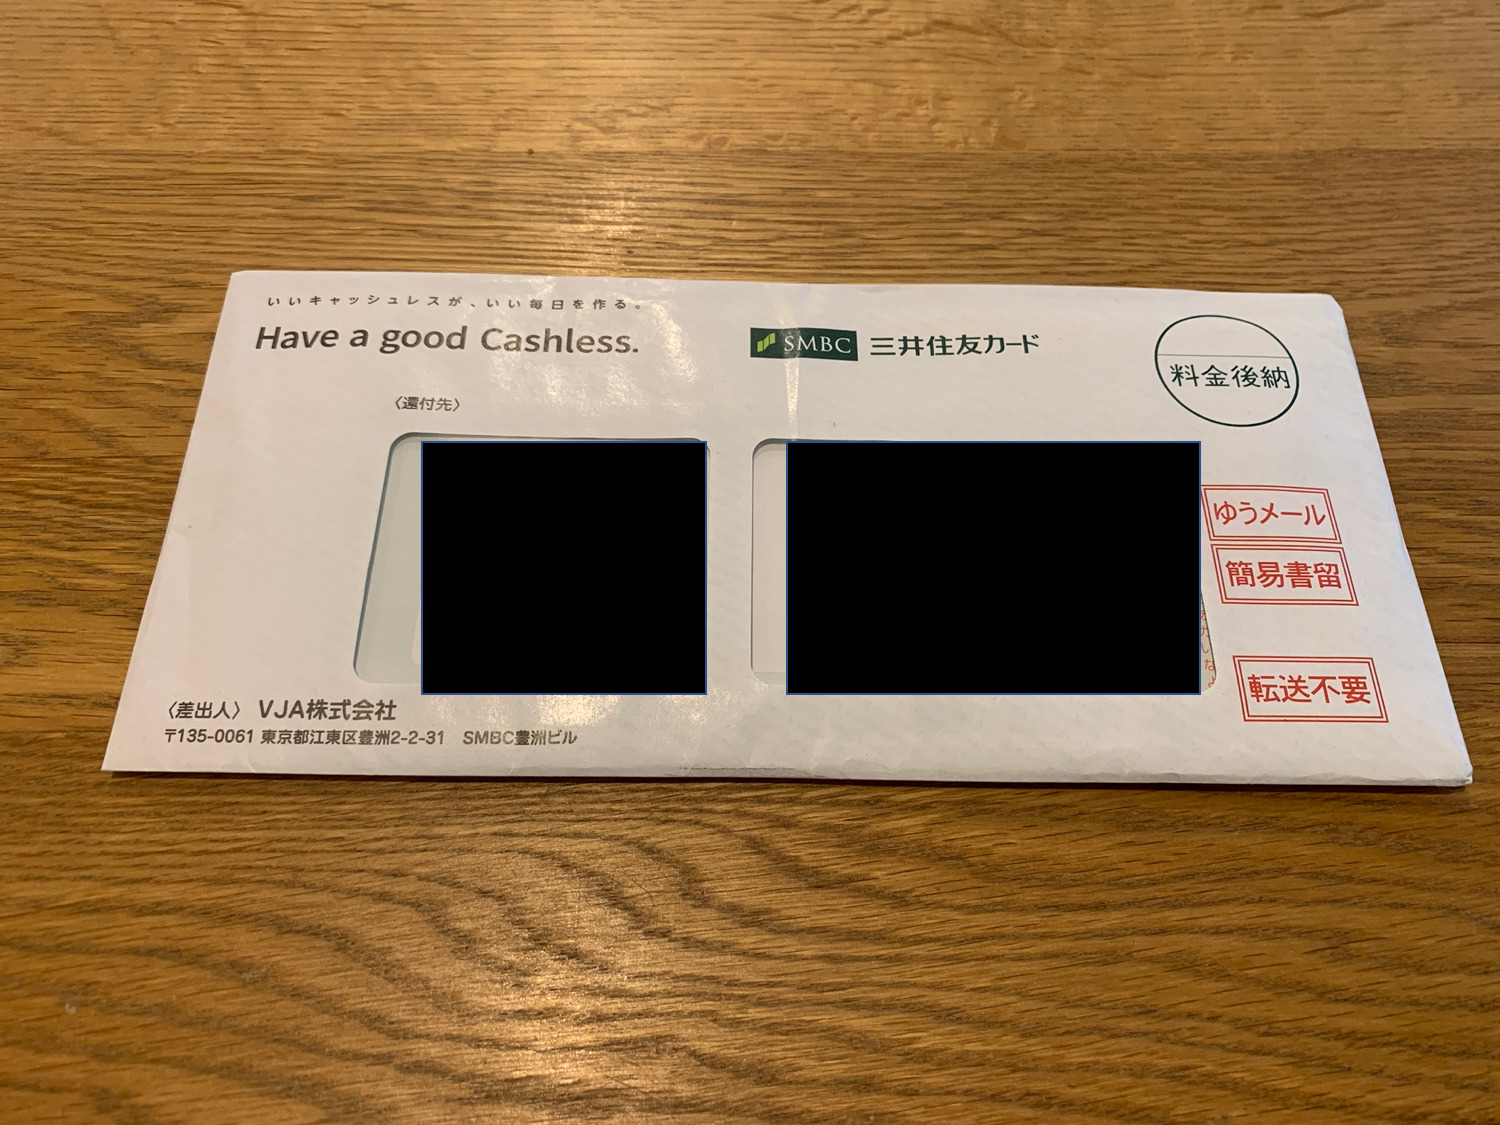 いいキャッシュレスが、いい毎日を作る。
Have a good Cashless.
SMBC 三井住友カード
料金後納
〈還付先〉
ゆうメール
簡易書留
転送不要
〈差出人〉 VJA株式会社
〒135-0061 東京都江東区豊洲2-2-31 SMBC豊洲ビル